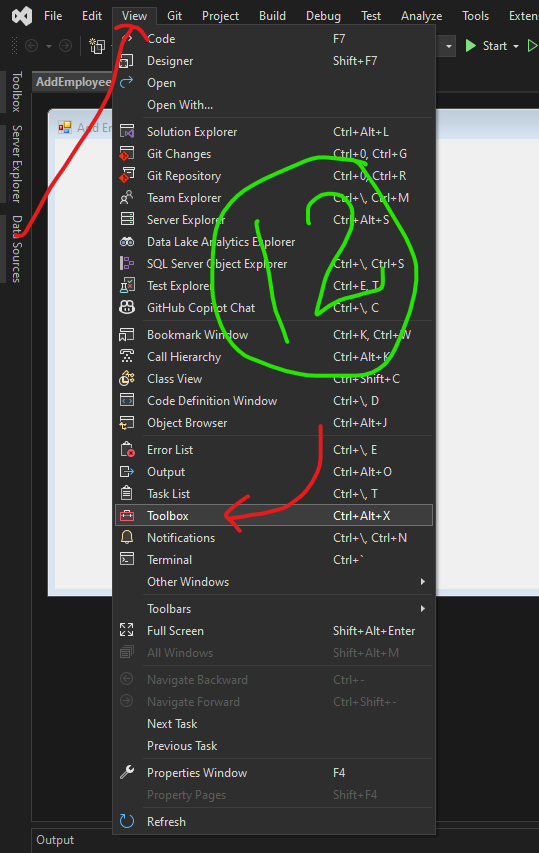 File Edit View Git Project Build Debug Test Analyze Tools Exten
Start
Toolbox
Server Explorer
Data Sources
AddEmployee
Add E
Code F7
Designer Shift+F7
Open
Open With...
Solution Explorer Ctrl+Alt+L
Git Changes Ctrl+0, Ctrl+G
Git Repository Ctrl+0, Ctrl+R
Team Explorer Ctrl+\, Ctrl+M
Server Explorer Ctrl+Alt+S
Data Lake Analytics Explorer
SQL Server Object Explorer Ctrl+\, Ctrl+S
Test Explorer Ctrl+E, T
GitHub Copilot Chat Ctrl+\, C
12
Bookmark Window Ctrl+K, Ctrl+W
Call Hierarchy Ctrl+Alt+K
Class View Ctrl+Shift+C
Code Definition Window Ctrl+\, D
Object Browser Ctrl+Alt+J
Error List Ctrl+\, E
Output Ctrl+Alt+O
Task List Ctrl+\, T
Toolbox Ctrl+Alt+X
Notifications Ctrl+\, Ctrl+N
Terminal Ctrl+`
Other Windows
Toolbars
Full Screen Shift+Alt+Enter
All Windows Shift+Alt+M
Navigate Backward Ctrl+-
Navigate Forward Ctrl+Shift+-
Next Task
Previous Task
Properties Window F4
Property Pages Shift+F4
Refresh
Output